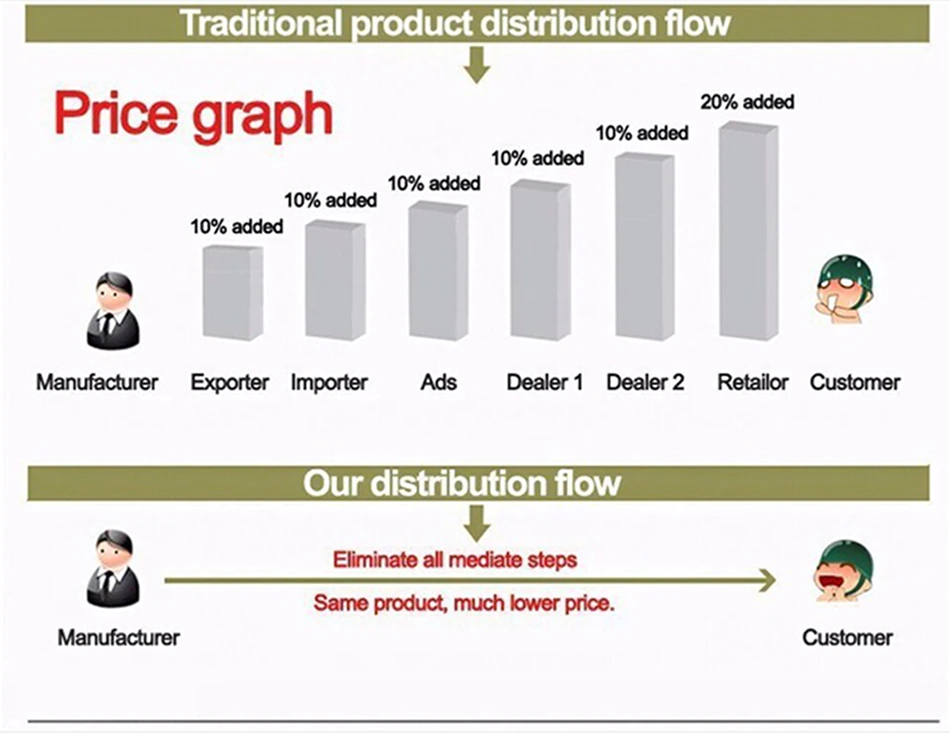 Traditional product distribution flow
Price graph
20% added
10% added
10% added
10% added
10% added
10% added
Manufacturer Exporter Importer Ads Dealer 1 Dealer 2 Retailor Customer
Our distribution flow
Eliminate all mediate steps
Same product, much lower price.
Manufacturer Customer